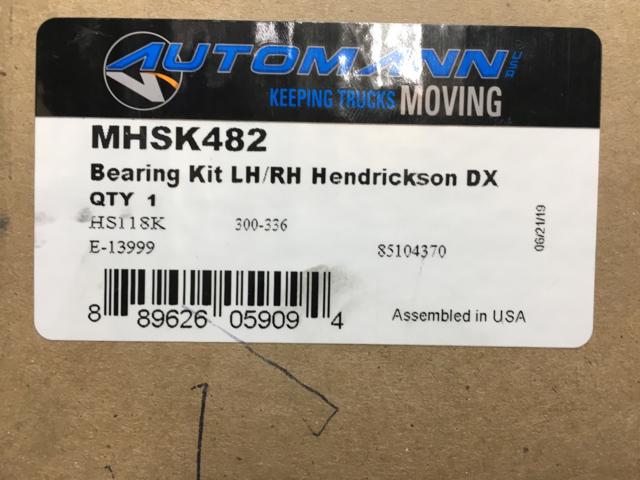 AUTOMANN USA
KEEPING TRUCKS MOVING
MHSK482
Bearing Kit LH/RH Hendrickson DX
QTY 1
HS118K 300-336
E-13999 85104370
06/21/19
8 89626 05909 4
Assembled in USA